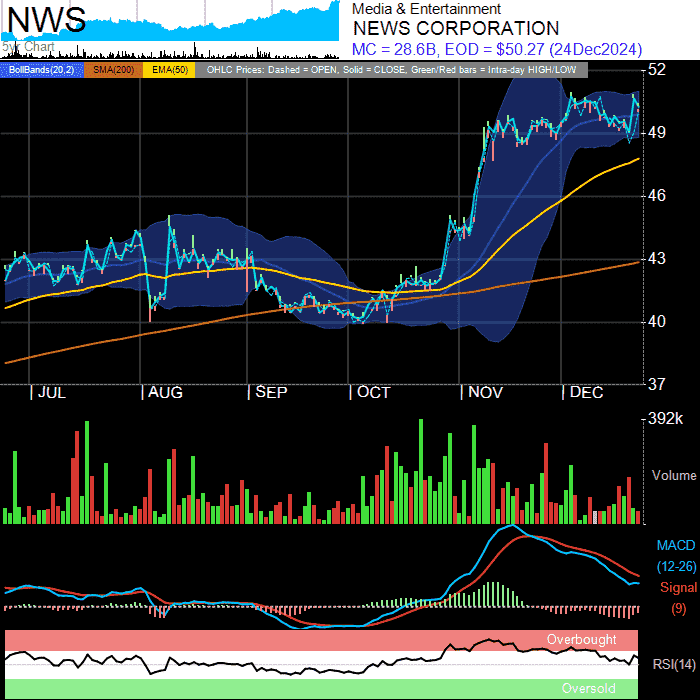 NWS
5yr Chart
Media & Entertainment
NEWS CORPORATION
MC = 28.6B, EOD = $50.27 (24Dec2024)
BollBands(20,2) SMA(200) EMA(50) OHLC Prices: Dashed = OPEN, Solid = CLOSE, Green/Red bars = Intra-day HIGH/LOW
52
49
46
43
40
37
| JUL | AUG | SEP | OCT | NOV | DEC
392k
Volume
MACD
(12-26)
Signal
(9)
Overbought
RSI(14)
Oversold